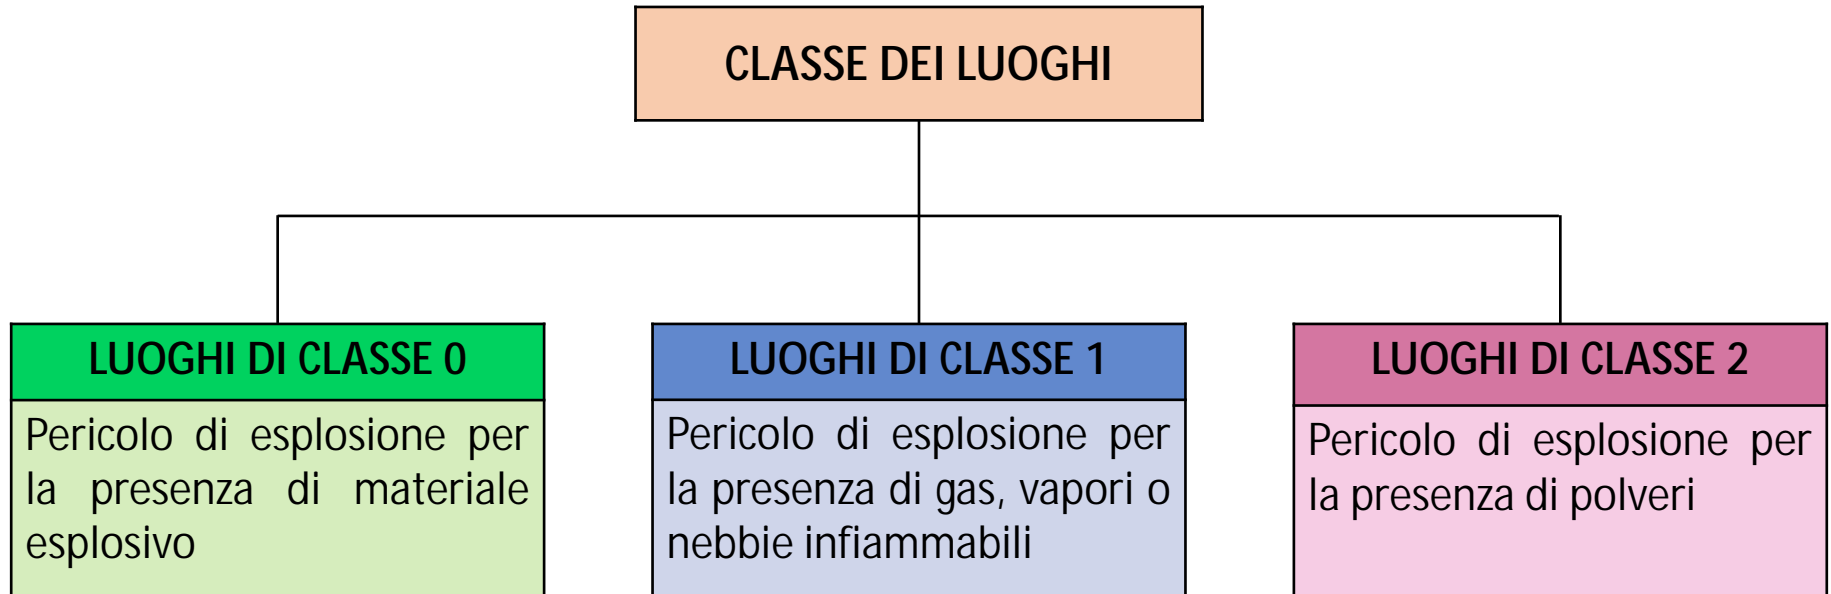 CLASSE DEI LUOGHI
LUOGHI DI CLASSE 0
Pericolo di esplosione per
la presenza di materiale
esplosivo
LUOGHI DI CLASSE 1
Pericolo di esplosione per
la presenza di gas, vapori o
nebbie infiammabili
LUOGHI DI CLASSE 2
Pericolo di esplosione per
la presenza di polveri